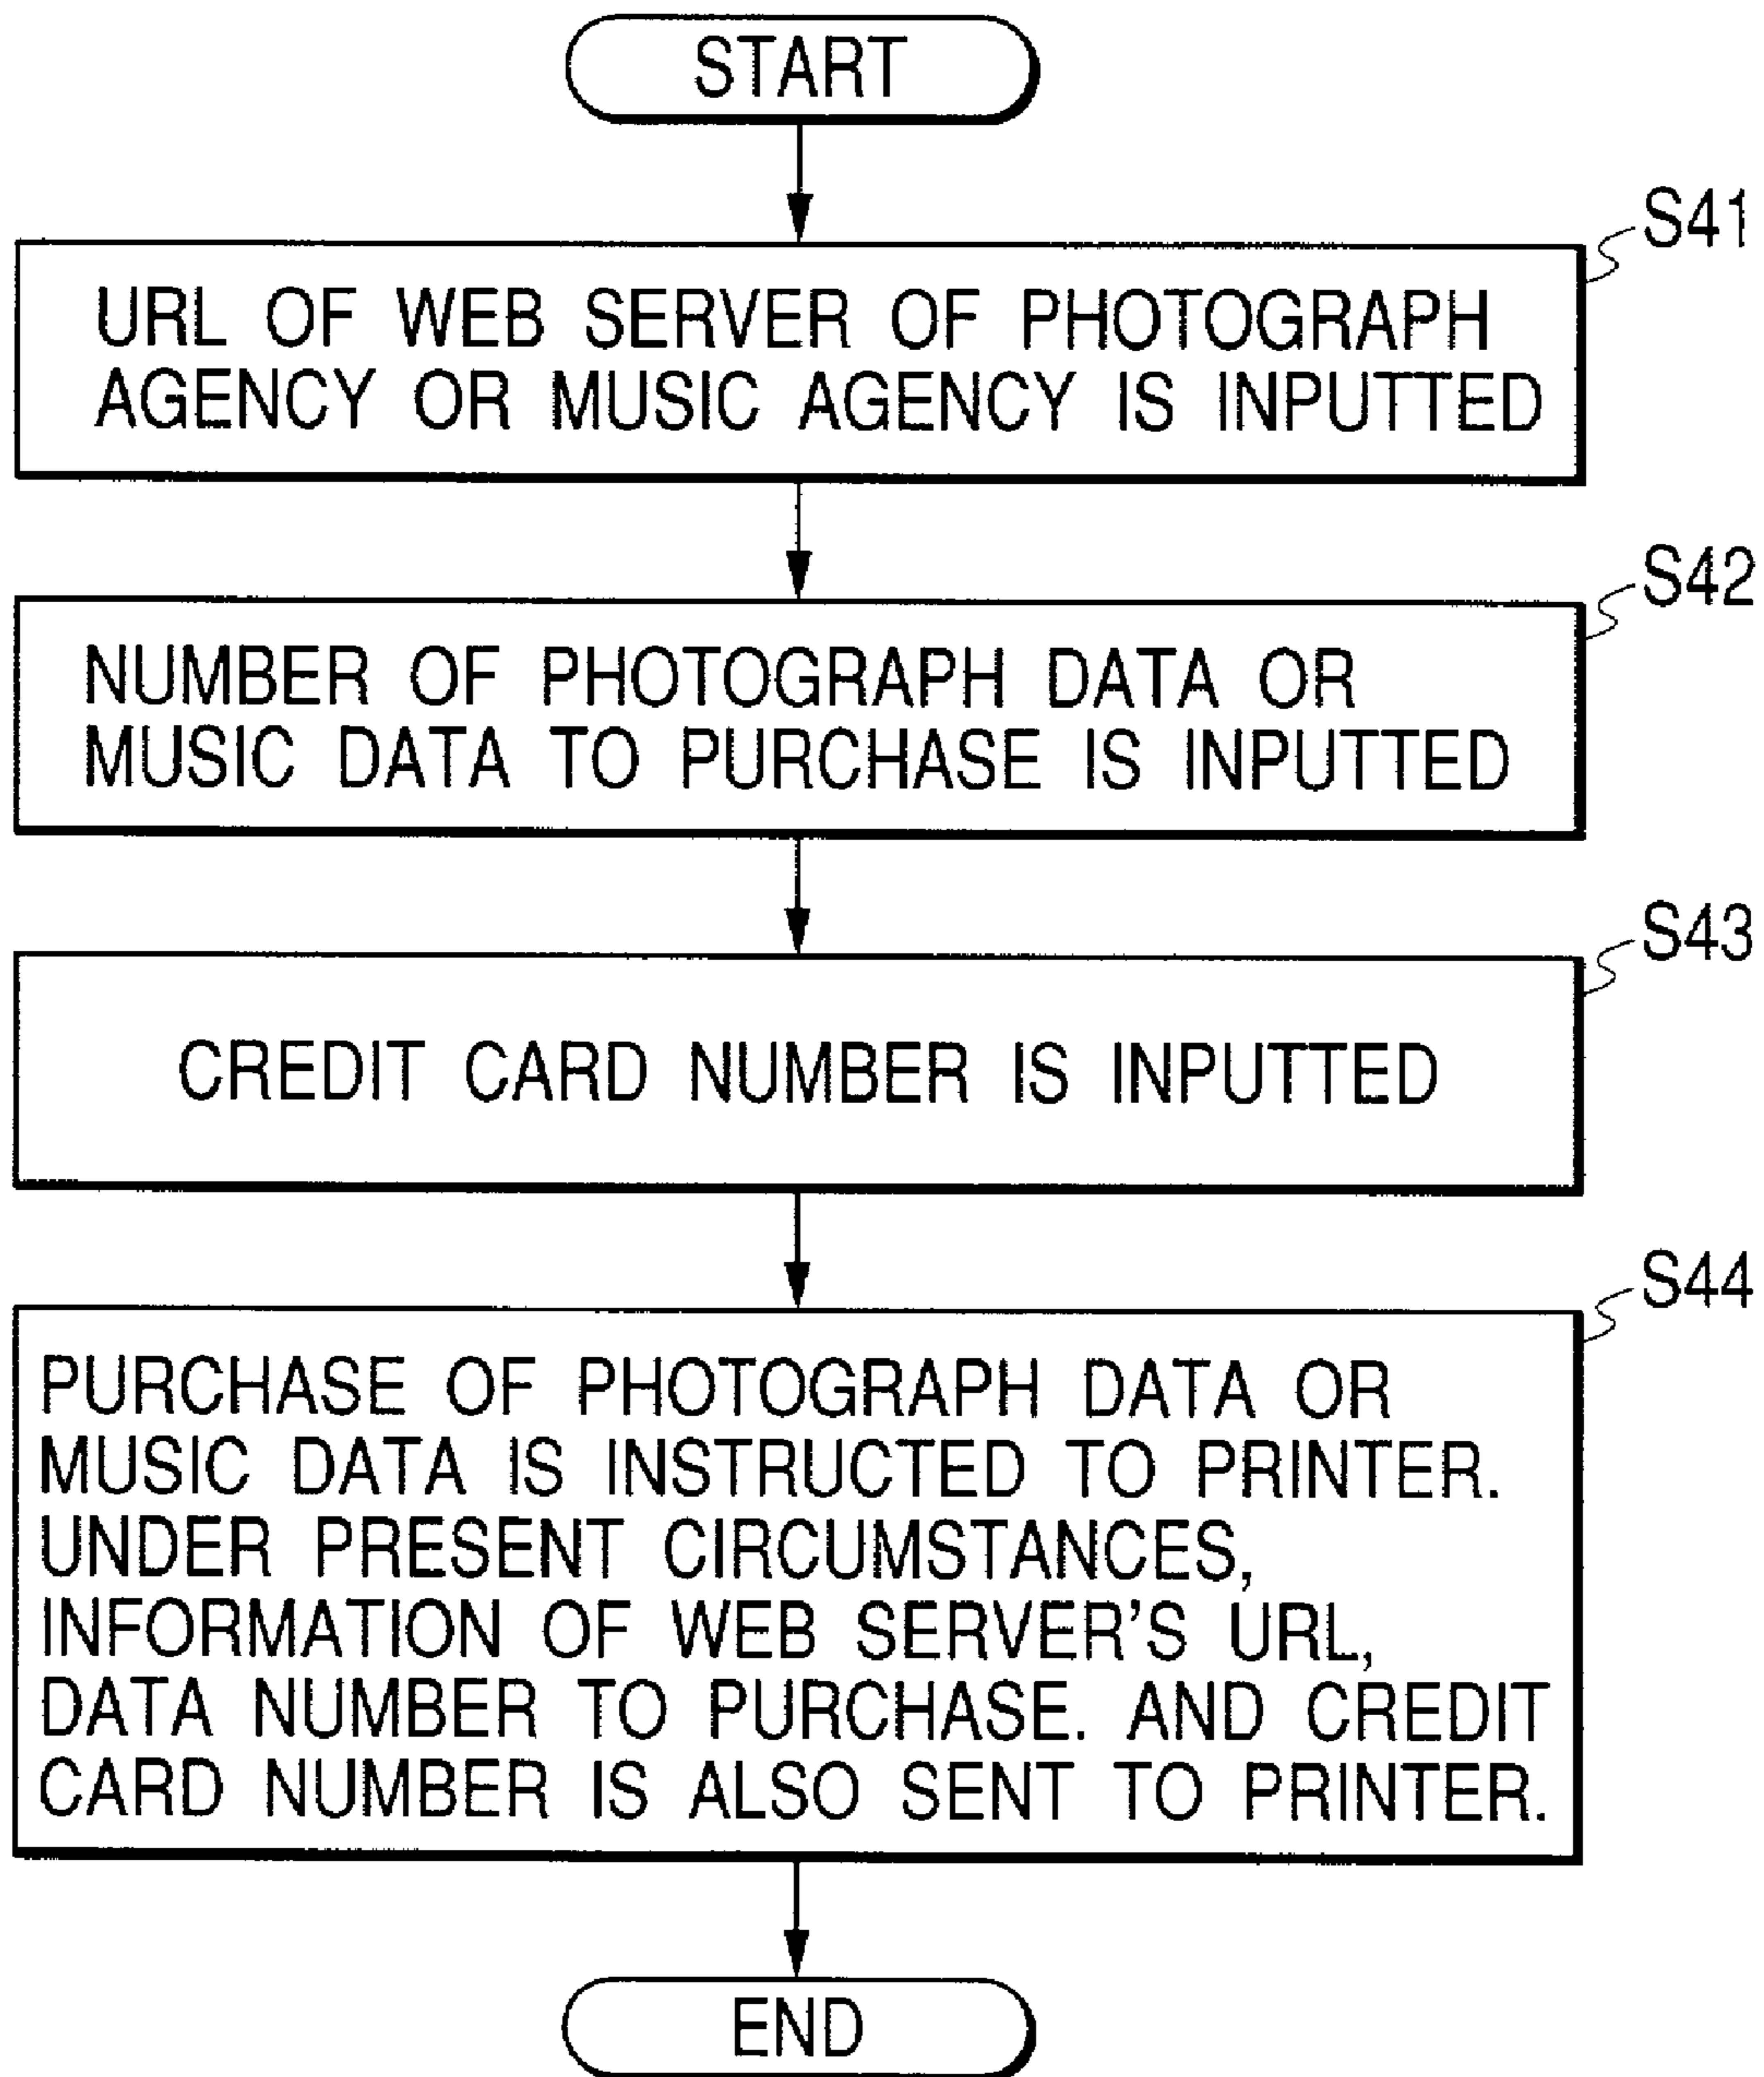 START
S41
URL OF WEB SERVER OF PHOTOGRAPH
AGENCY OR MUSIC AGENCY IS INPUTTED
S42
NUMBER OF PHOTOGRAPH DATA OR
MUSIC DATA TO PURCHASE IS INPUTTED
S43
CREDIT CARD NUMBER IS INPUTTED
S44
PURCHASE OF PHOTOGRAPH DATA OR
MUSIC DATA IS INSTRUCTED TO PRINTER.
UNDER PRESENT CIRCUMSTANCES,
INFORMATION OF WEB SERVER'S URL,
DATA NUMBER TO PURCHASE. AND CREDIT
CARD NUMBER IS ALSO SENT TO PRINTER.
END